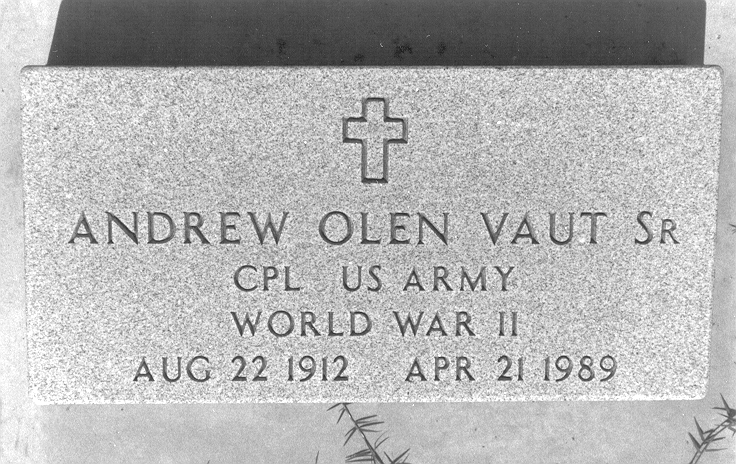 ANDREW OLEN VAUT SR
CPL US ARMY
WORLD WAR II
AUG 22 1912 APR 21 1989